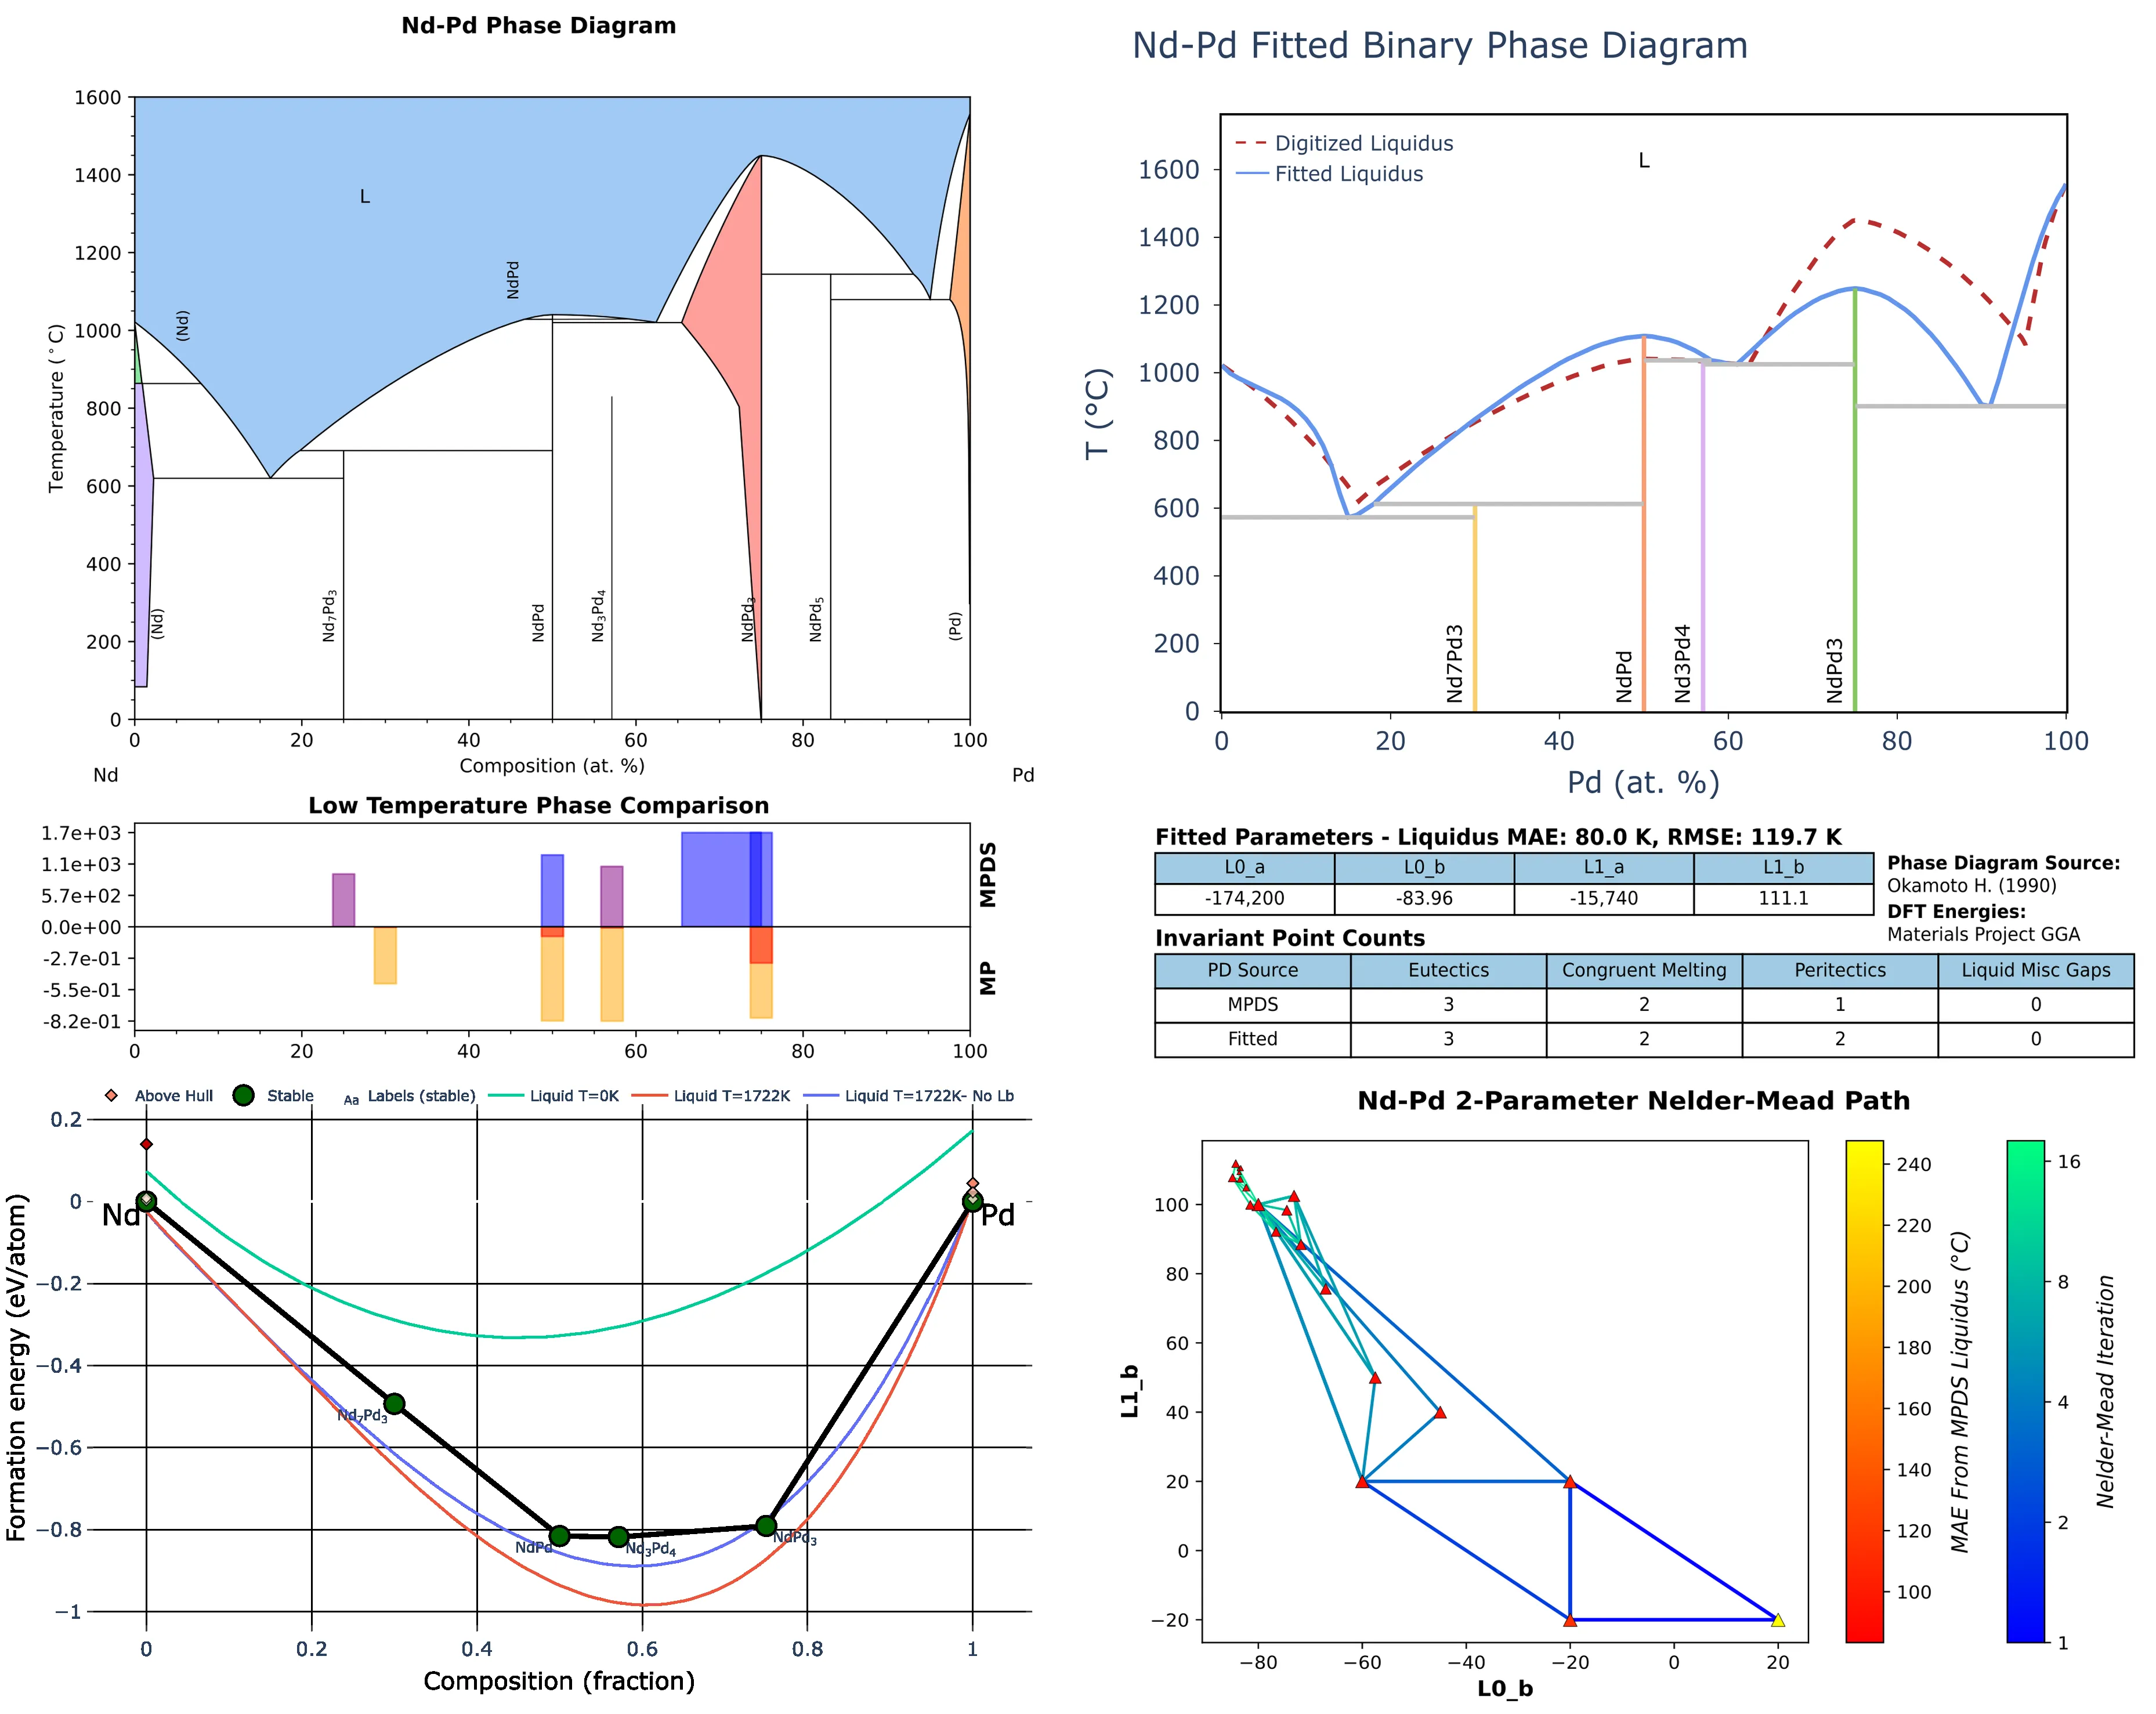 Nd-Pd Phase Diagram
1600
1400
1200
1000
800
600
400
200
0
Temperature (°C)
L
(Nd)
NdPd
(Nd)
Nd₇Pd₃
NdPd
Nd₃Pd₄
NdPd₃
NdPd₅
(Pd)
0 20 40 60 80 100
Composition (at. %)
Nd Pd
Nd-Pd Fitted Binary Phase Diagram
Digitized Liquidus
Fitted Liquidus
L
1600
1400
1200
1000
800
600
400
200
0
T (°C)
Nd7Pd3
NdPd
Nd3Pd4
NdPd3
0 20 40 60 80 100
Pd (at. %)
Low Temperature Phase Comparison
1.7e+03
1.1e+03
5.7e+02
0.0e+00
-2.7e-01
-5.5e-01
-8.2e-01
MPDS
MP
0 20 40 60 80 100
Fitted Parameters - Liquidus MAE: 80.0 K, RMSE: 119.7 K
L0_a L0_b L1_a L1_b
-174,200 -83.96 -15,740 111.1
Phase Diagram Source:
Okamoto H. (1990)
DFT Energies:
Materials Project GGA
Invariant Point Counts
PD Source Eutectics Congruent Melting Peritectics Liquid Misc Gaps
MPDS 3 2 1 0
Fitted 3 2 2 0
Above Hull Stable Aa Labels (stable) Liquid T=0K Liquid T=1722K Liquid T=1722K- No Lb
0.2
0
−0.2
−0.4
−0.6
−0.8
−1
Formation energy (eV/atom)
Nd
Pd
Nd₇Pd₃
NdPd
Nd₃Pd₄
NdPd₃
0 0.2 0.4 0.6 0.8 1
Composition (fraction)
Nd-Pd 2-Parameter Nelder-Mead Path
100
80
60
40
20
0
−20
L1_b
−80 −60 −40 −20 0 20
L0_b
240
220
200
180
160
140
120
100
MAE From MPDS Liquidus (°C)
16
8
4
2
1
Nelder-Mead Iteration